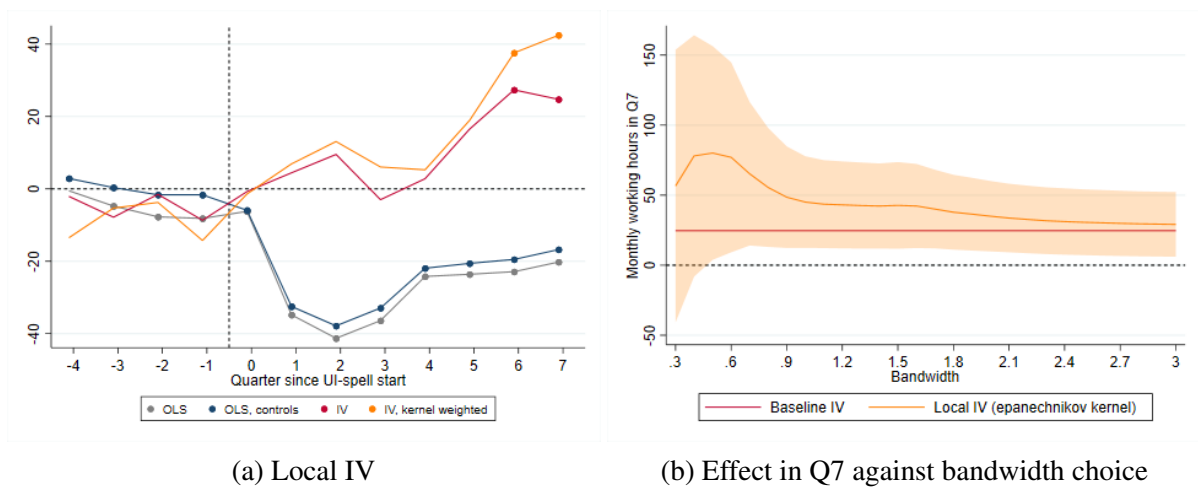 40
20
0
-20
-40
-4 -3 -2 -1 0 1 2 3 4 5 6 7
Quarter since UI-spell start
OLS OLS, controls IV IV, kernel weighted
(a) Local IV
Monthly working hours in Q7
150
100
50
0
-50
.3 .6 .9 1.2 1.5 1.8 2.1 2.4 2.7 3
Bandwidth
Baseline IV Local IV (epanechnikov kernel)
(b) Effect in Q7 against bandwidth choice